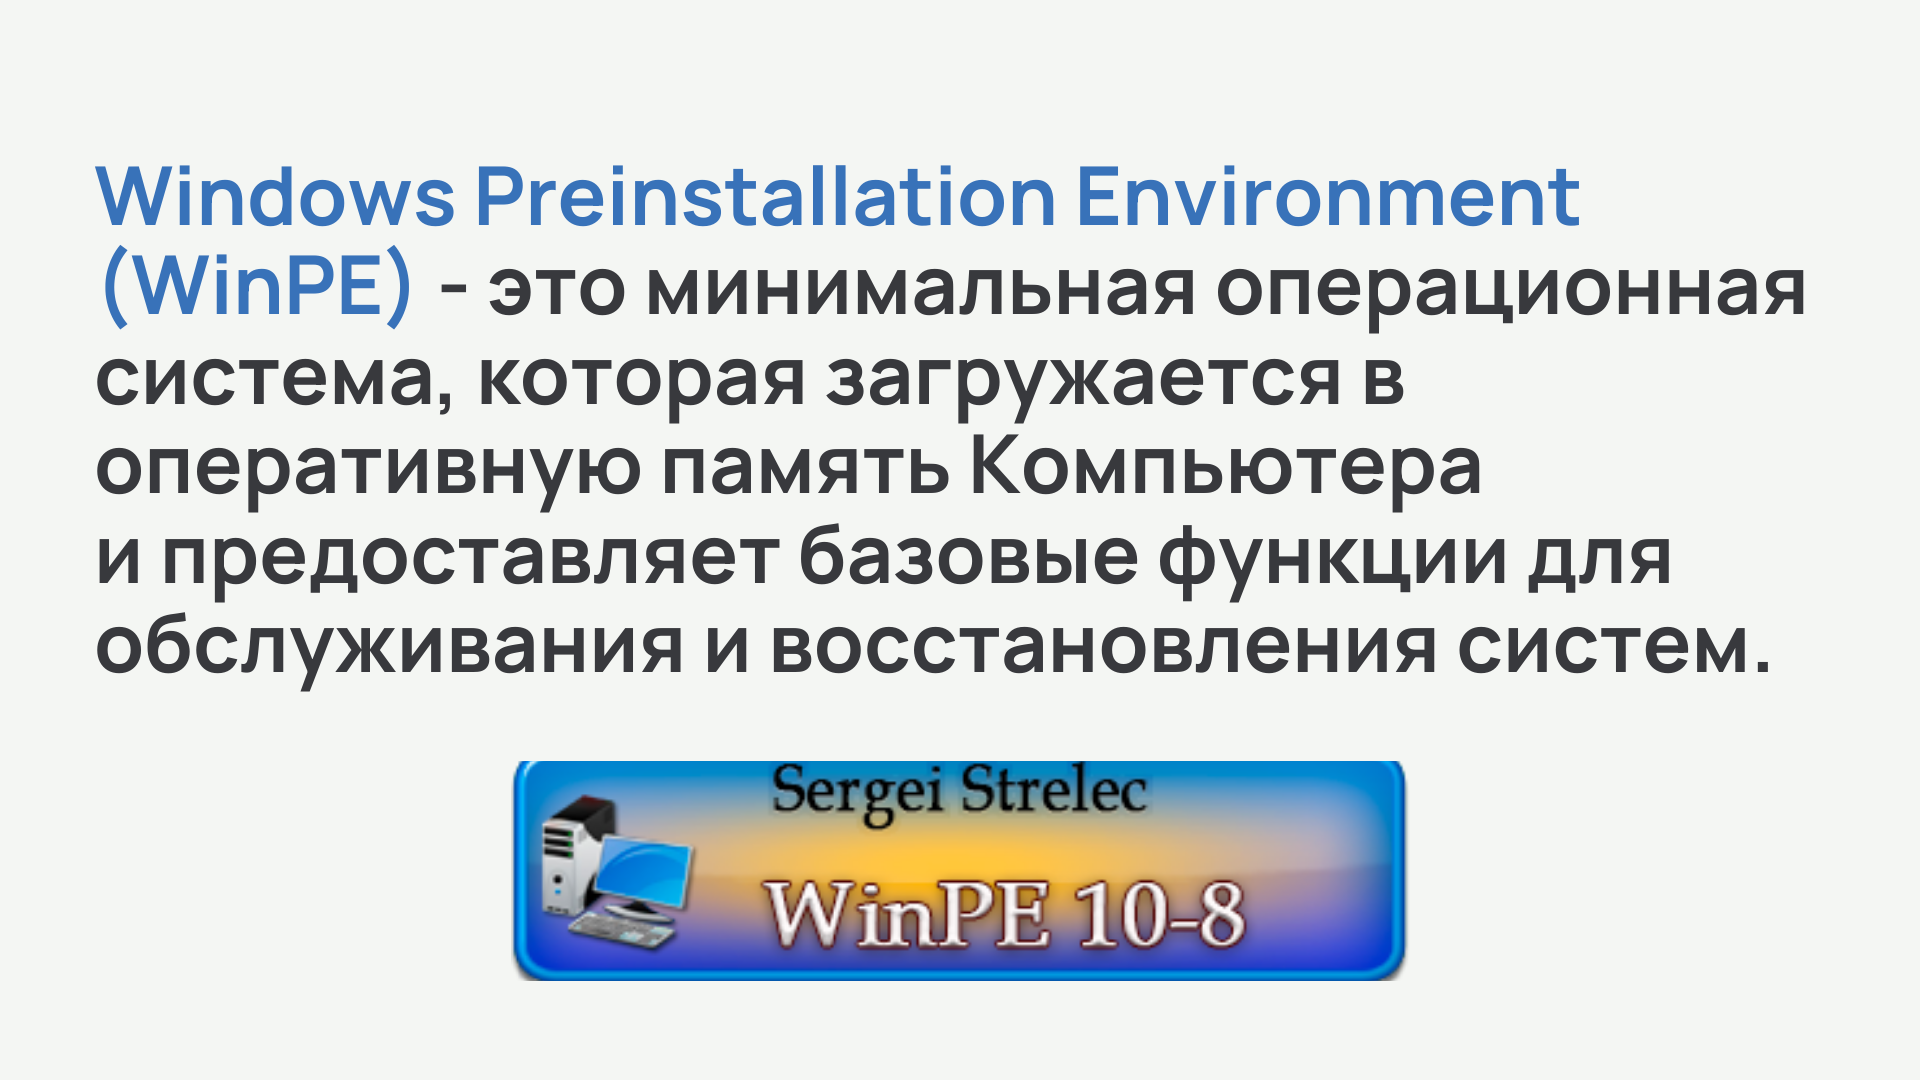 Windows Preinstallation Environment
(WinPE) - это минимальная операционная
система, которая загружается в
оперативную память Компьютера
и предоставляет базовые функции для
обслуживания и восстановления систем.
Sergei Strelec
WinPE 10-8